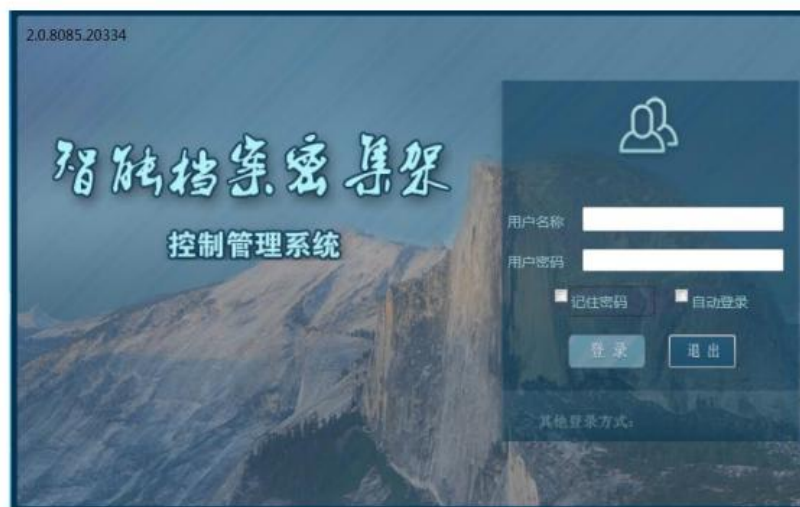 2.0.8085.20334
智能档案密集架
控制管理系统
用户名称
用户密码
记住密码
自动登录
登录
退出
其他登录方式: